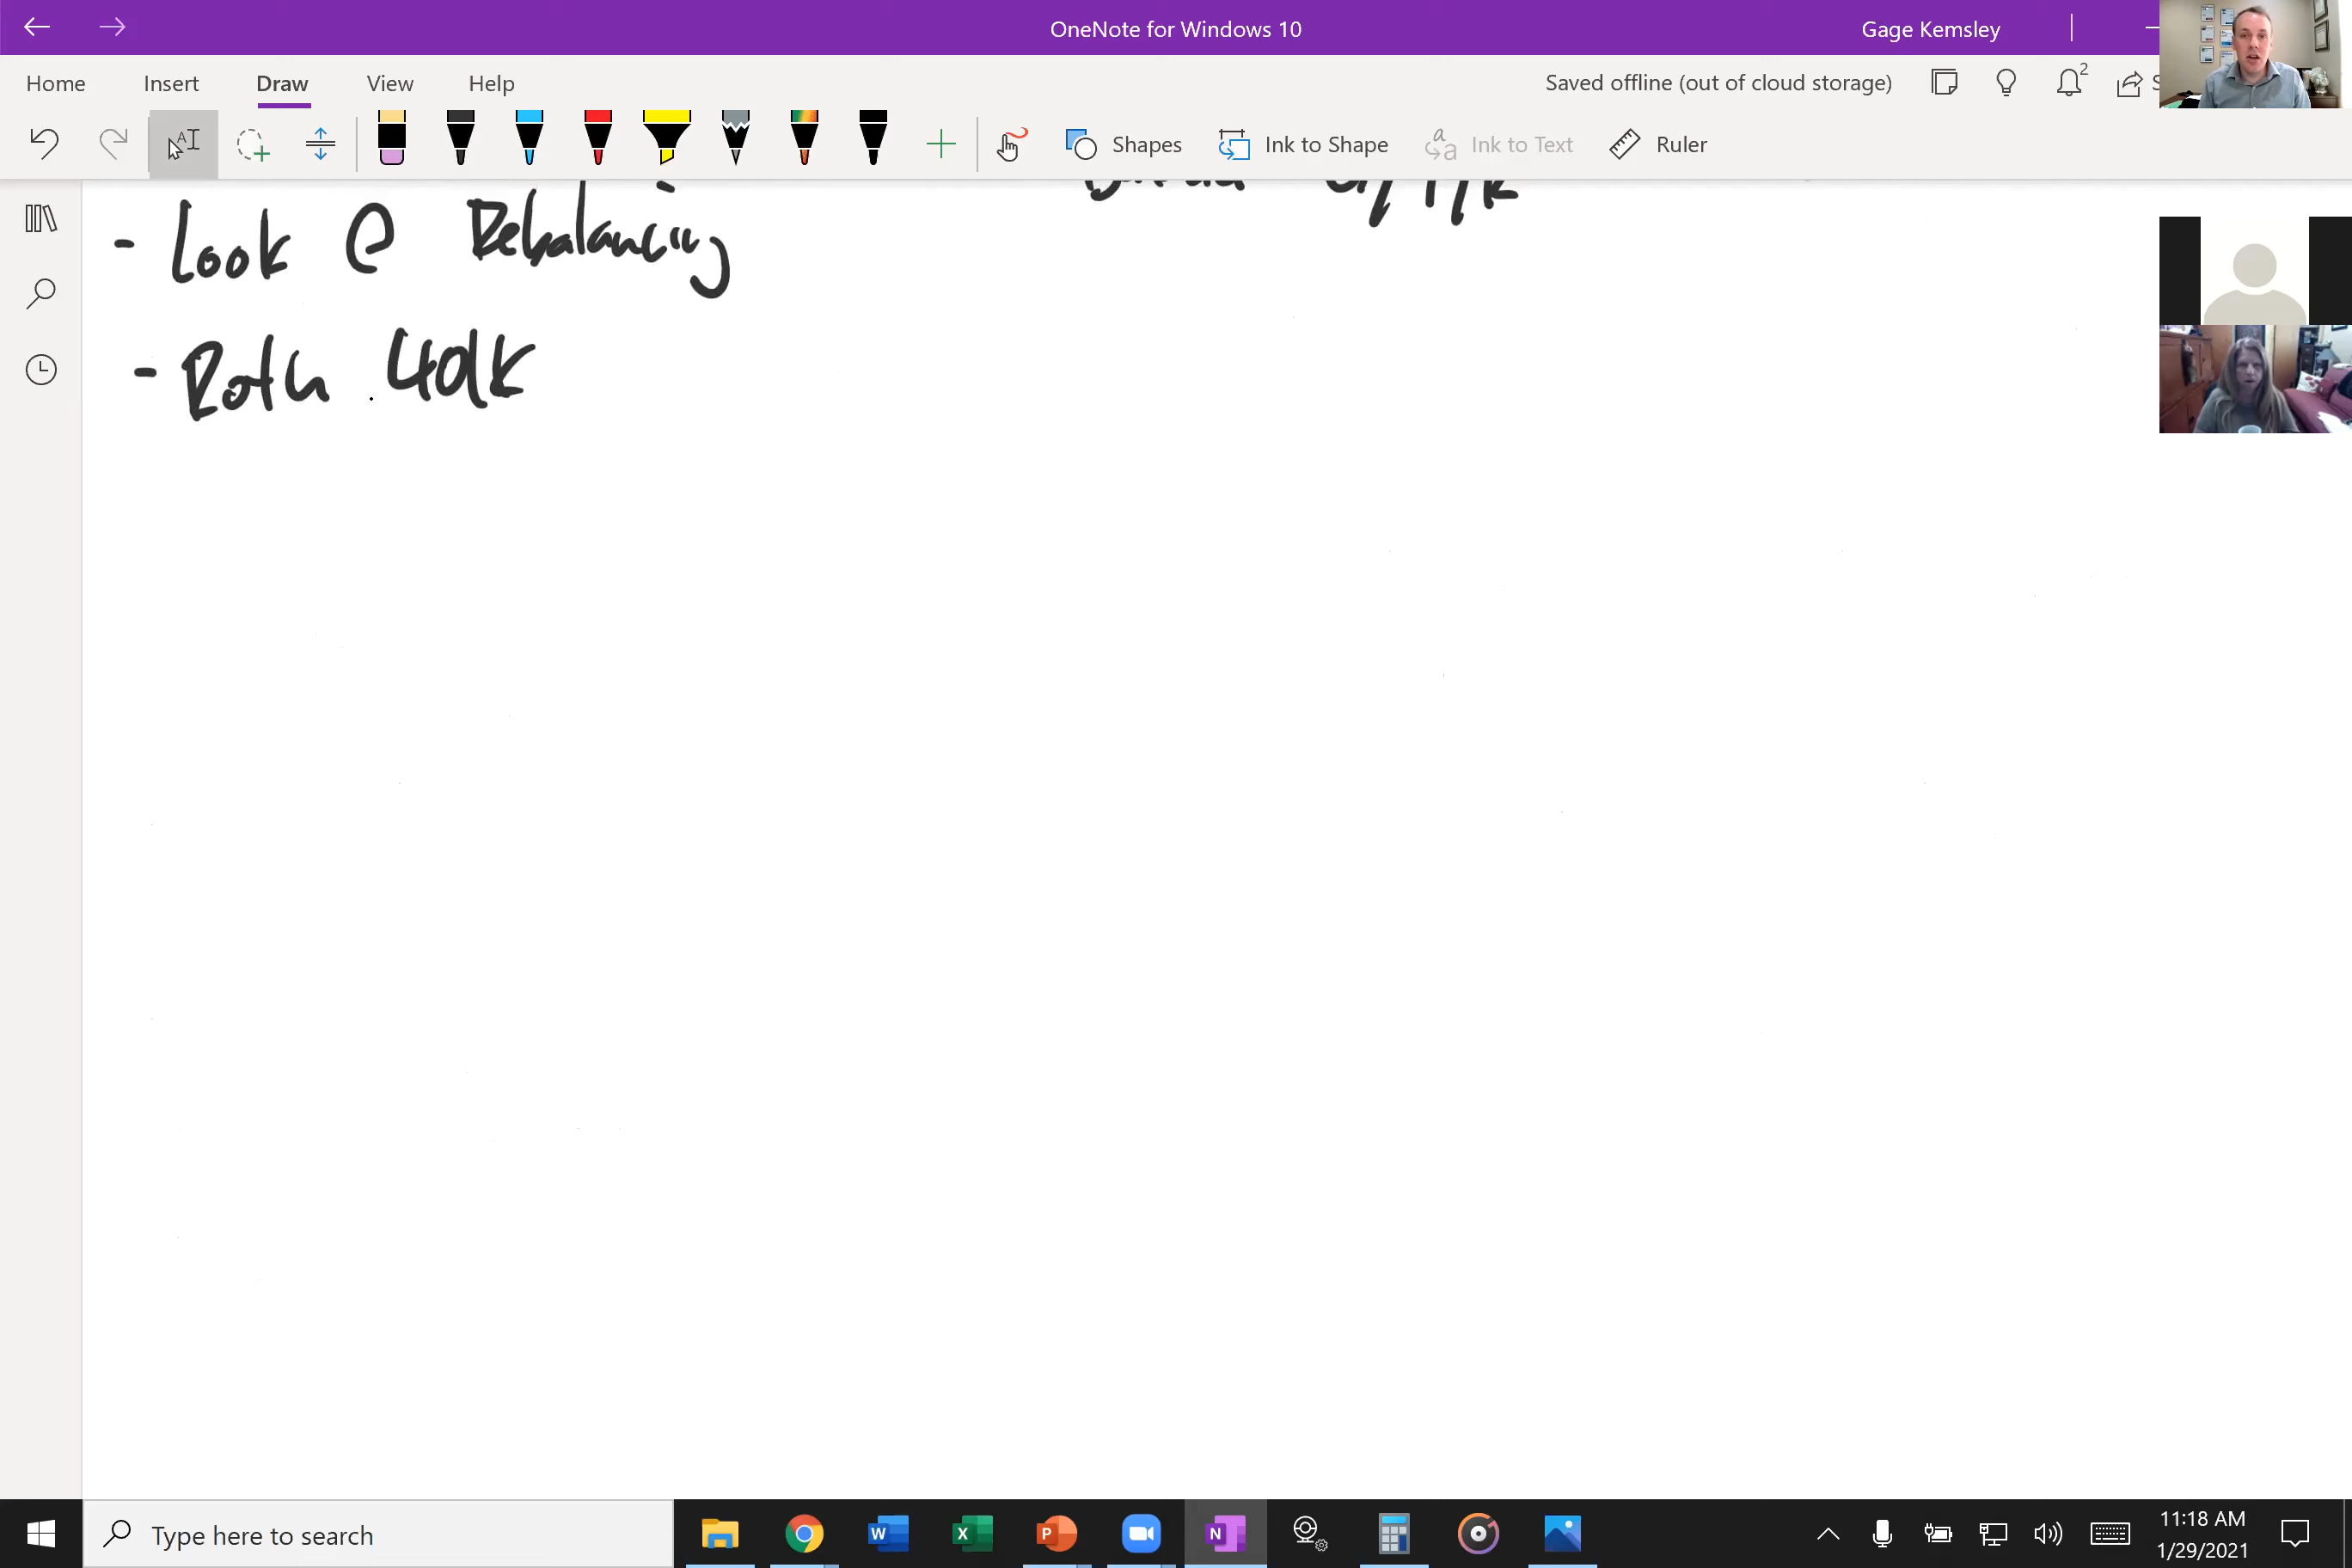 OneNote for Windows 10
Gage Kemsley
Home Insert Draw View Help
Saved offline (out of cloud storage)
2
S
AI
Shapes
Ink to Shape
a
a
Ink to Text
Ruler
- Look @ Rebalancing
- Roth 401k
Type here to search
W
X
P
N
11:18 AM
1/29/2021